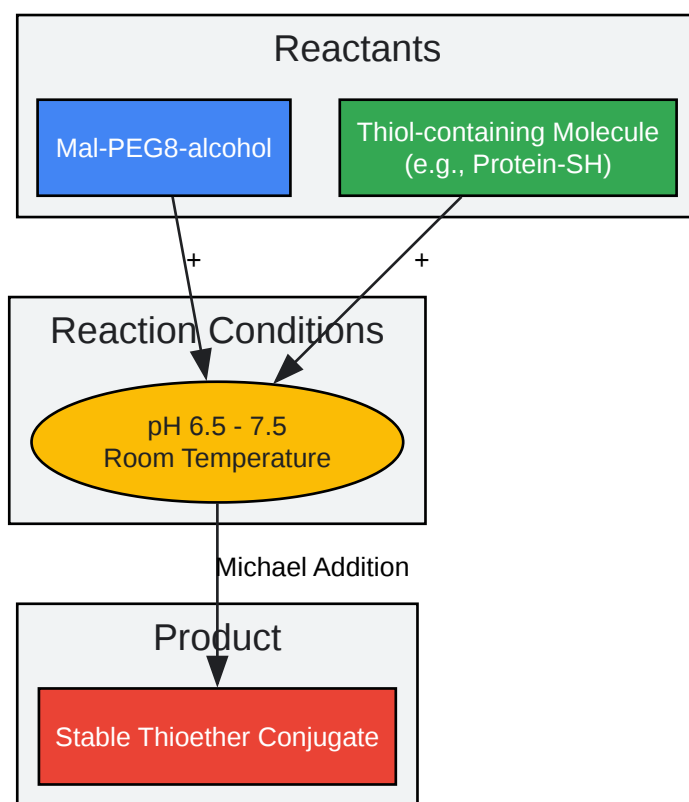 Reactants
Mal-PEG8-alcohol
Thiol-containing Molecule
(e.g., Protein-SH)
+
+
Reaction Conditions
pH 6.5 - 7.5
Room Temperature
Michael Addition
Product
Stable Thioether Conjugate